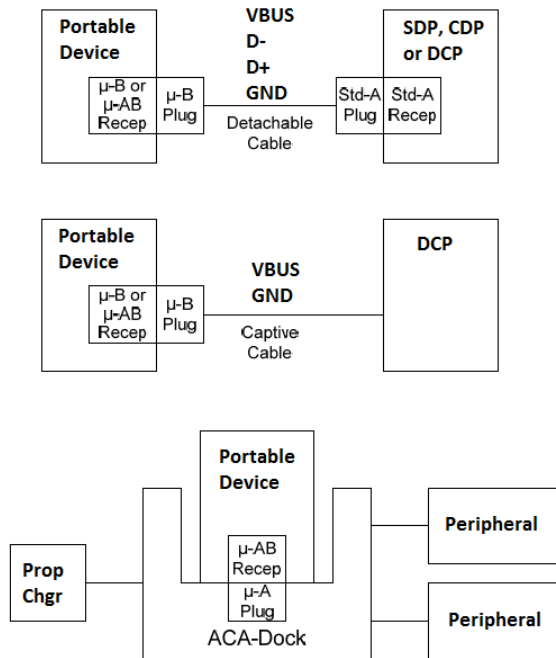 Portable
Device
VBUS
D-
D+
GND
SDP, CDP
or DCP
µ-B or
µ-AB
Recep
µ-B
Plug
Detachable
Cable
Std-A
Plug
Std-A
Recep
Portable
Device
VBUS
GND
DCP
µ-B or
µ-AB
Recep
µ-B
Plug
Captive
Cable
Portable
Device
Prop
Chgr
µ-AB
Recep
µ-A
Plug
ACA-Dock
Peripheral
Peripheral